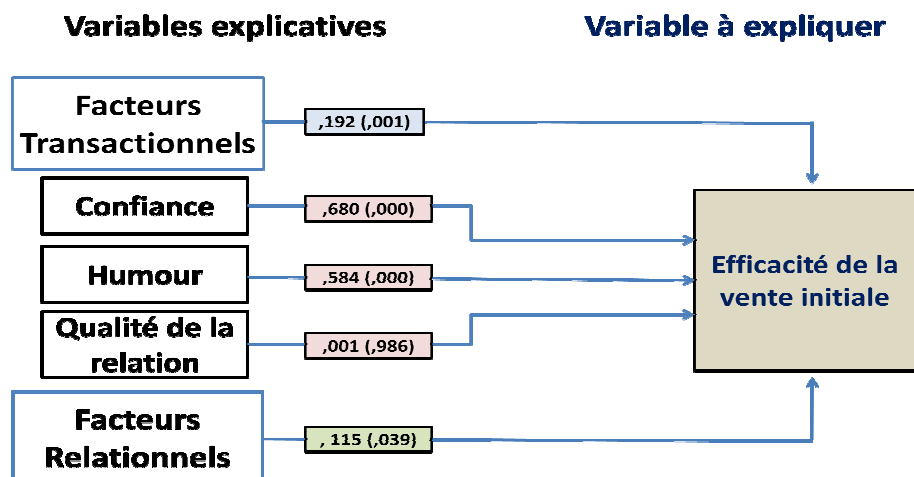 Variables explicatives
Variable à expliquer
Facteurs
Transactionnels
,192 (,001)
Confiance
,680 (,000)
Humour
,584 (,000)
Qualité de la
relation
,001 (,986)
Facteurs
Relationnels
, 115 (,039)
Efficacité de la
vente initiale